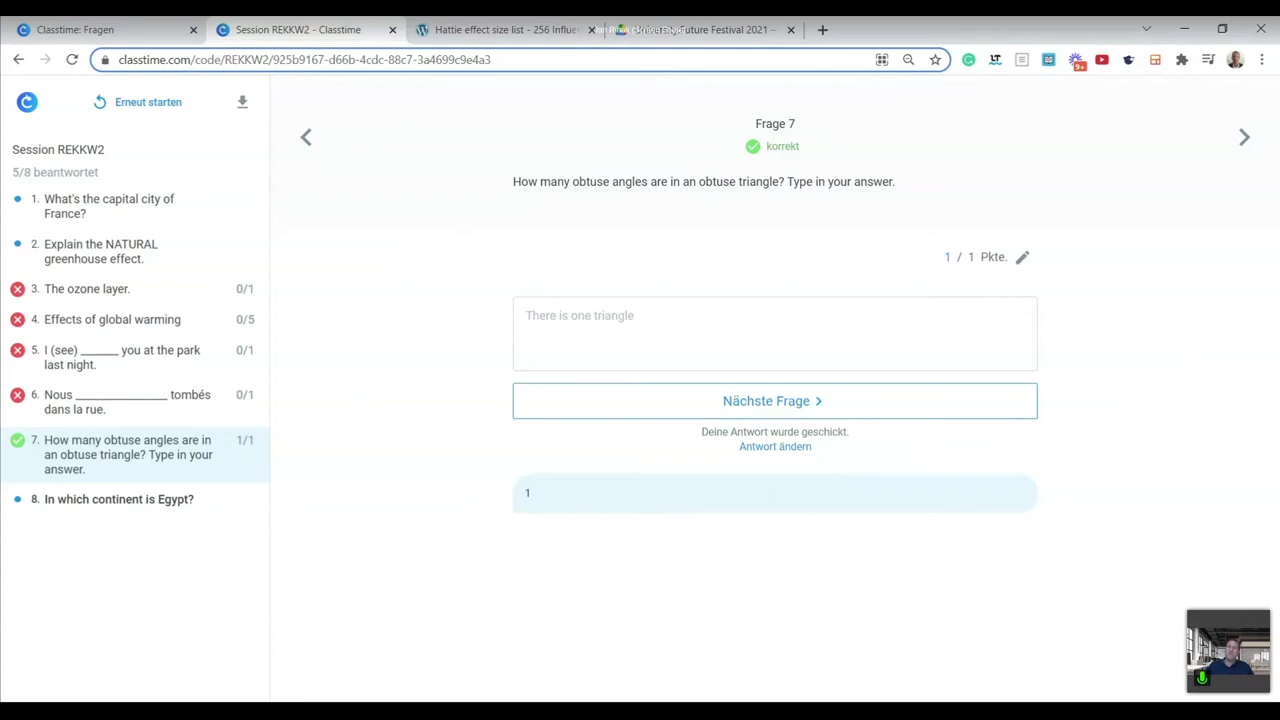 Classtime: Fragen
Session REKKW2 - Classtime
Hattie effect size list - 256 Influe
Future Festival 2021 –
classtime.com/code/REKKW2/925b9167-d66b-4cdc-88c7-3a4699c9e4a3
9+
Erneut starten
Session REKKW2
5/8 beantwortet
1. What's the capital city of
France?
2. Explain the NATURAL
greenhouse effect.
3. The ozone layer. 0/1
4. Effects of global warming 0/5
5. I (see) ______ you at the park 0/1
last night.
6. Nous ______________ tombés 0/1
dans la rue.
7. How many obtuse angles are in 1/1
an obtuse triangle? Type in your
answer.
8. In which continent is Egypt?
Frage 7
korrekt
How many obtuse angles are in an obtuse triangle? Type in your answer.
1 / 1 Pkte.
There is one triangle
Nächste Frage
Deine Antwort wurde geschickt.
Antwort ändern
1